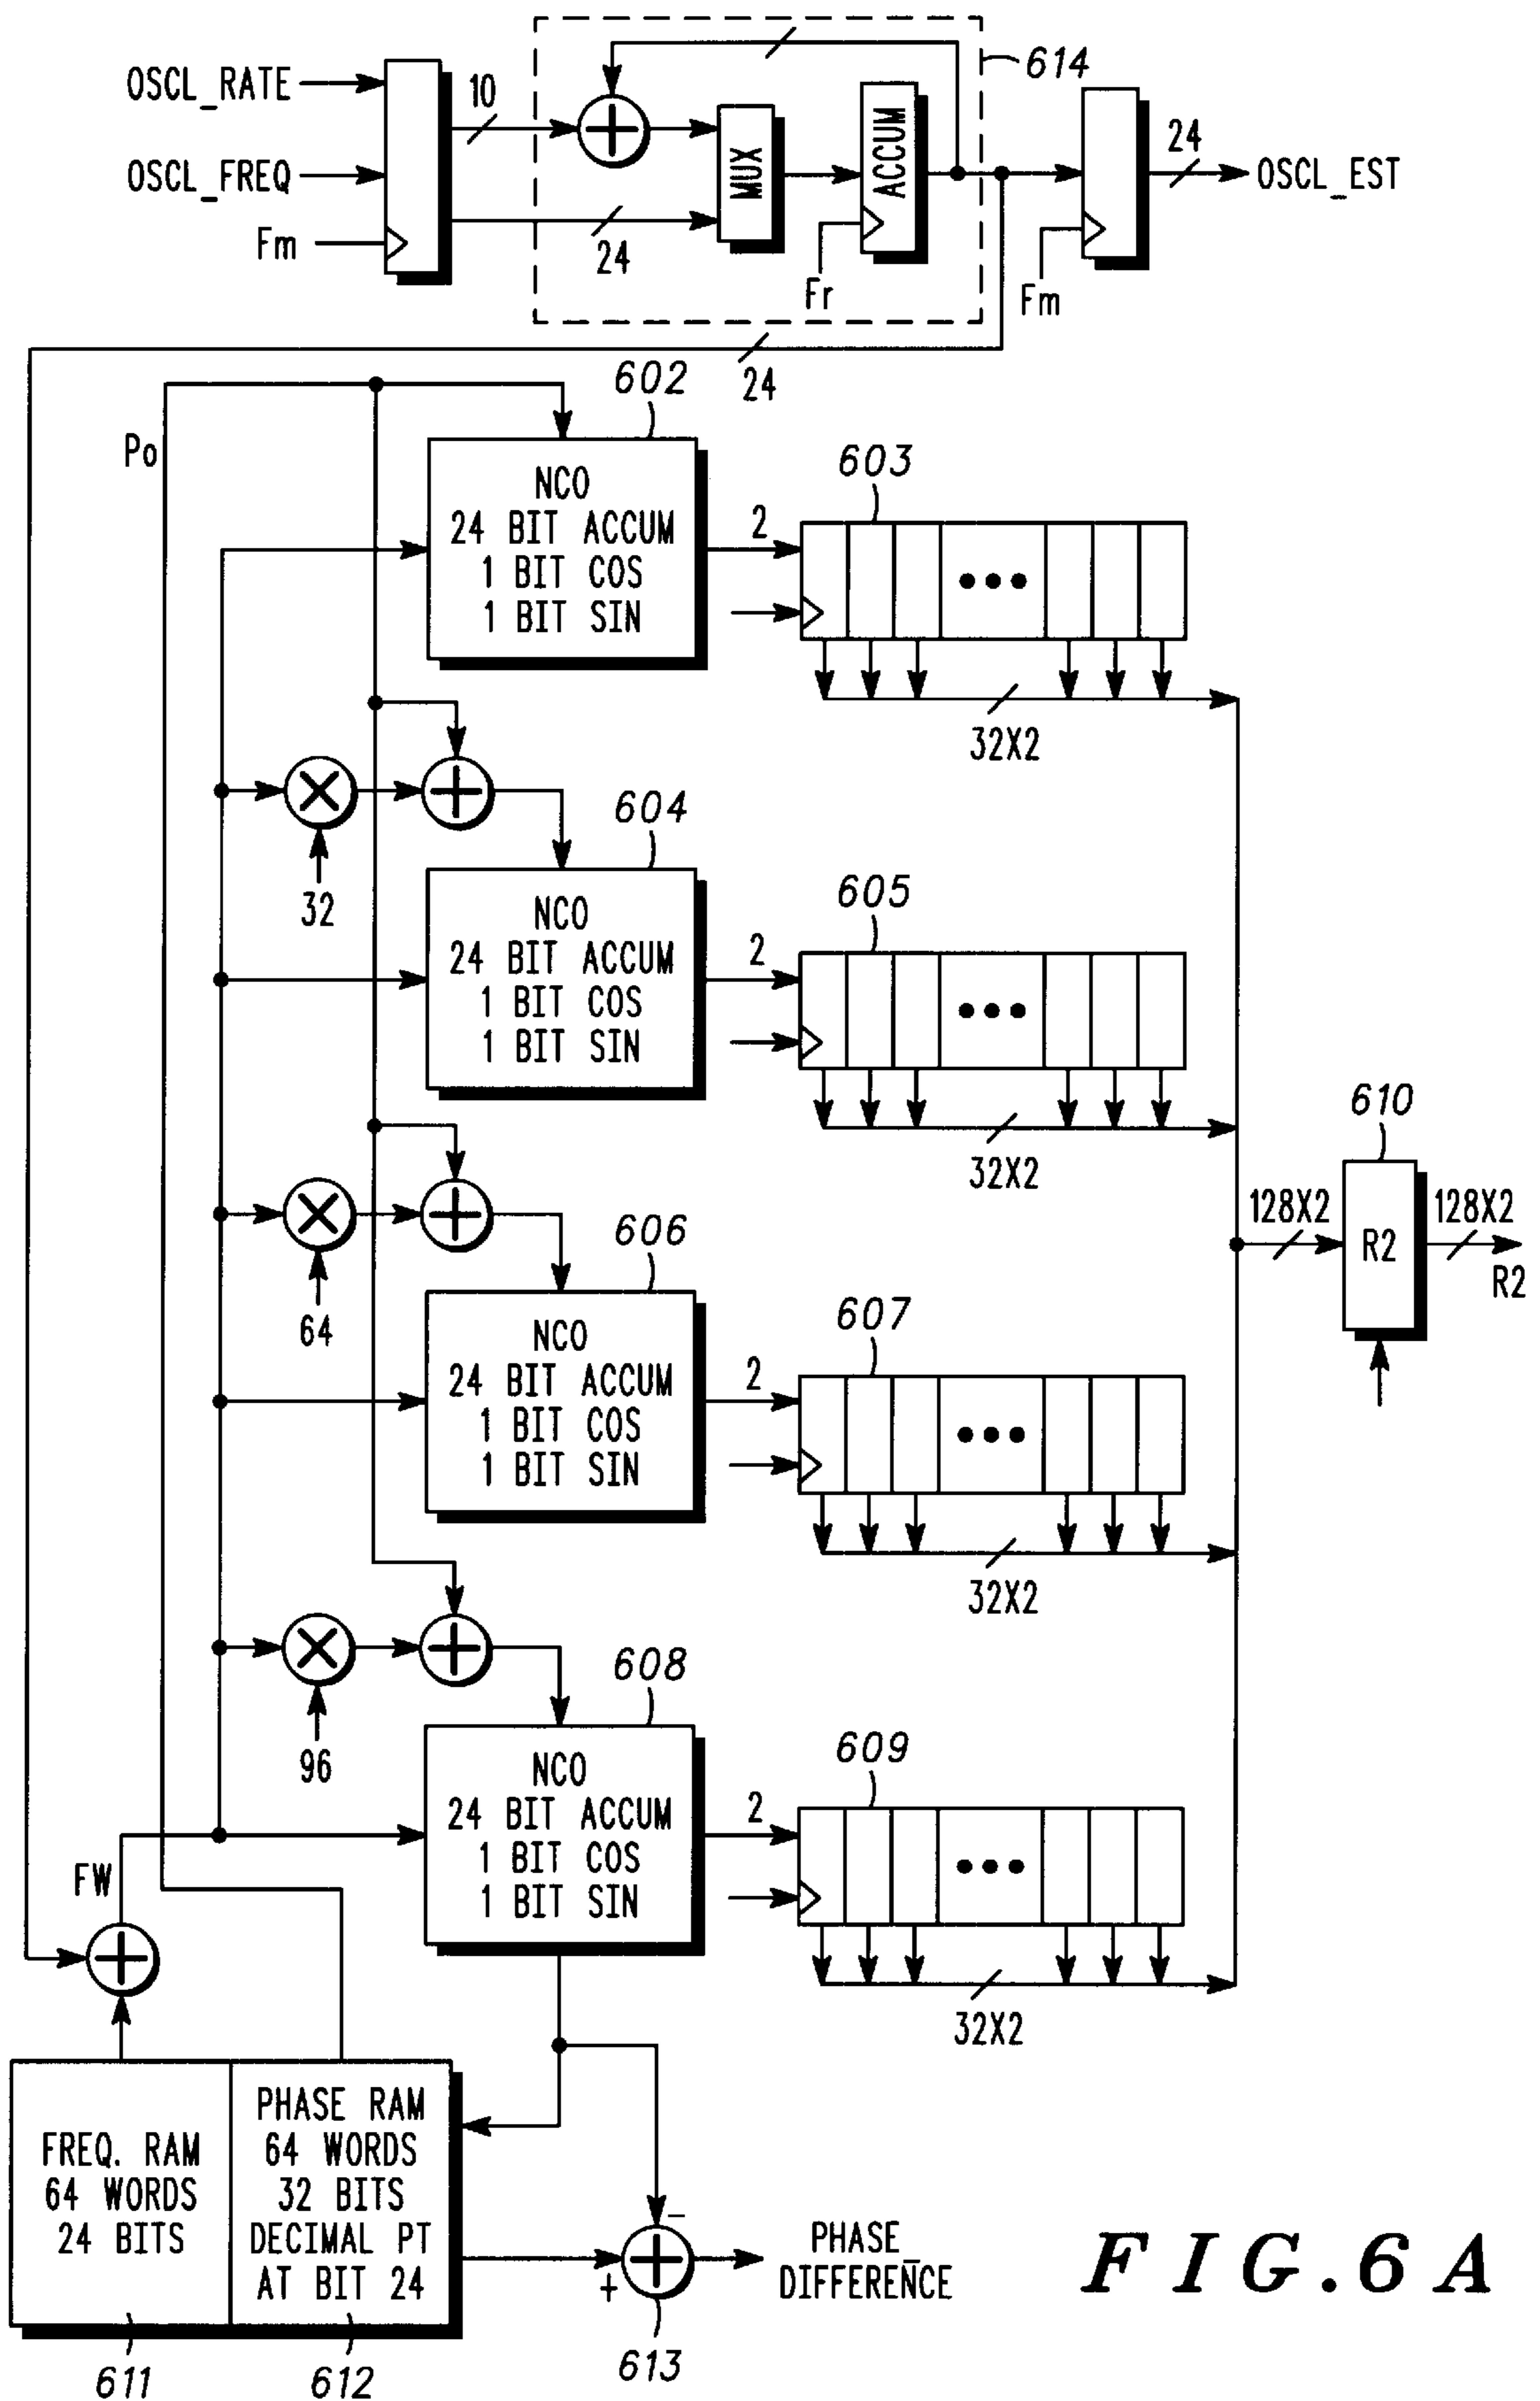 OSCL_RATE
OSCL_FREQ
Fm
10
24
MUX
ACCUM
Fr
614
Fm
24
OSCL_EST
24
Po
602
NCO
24 BIT ACCUM
1 BIT COS
1 BIT SIN
2
603
32X2
32
604
NCO
24 BIT ACCUM
1 BIT COS
1 BIT SIN
2
605
32X2
64
606
NCO
24 BIT ACCUM
1 BIT COS
1 BIT SIN
2
607
32X2
610
128X2
R2
128X2
R2
96
608
NCO
24 BIT ACCUM
1 BIT COS
1 BIT SIN
2
609
32X2
FW
FREQ. RAM
64 WORDS
24 BITS
PHASE RAM
64 WORDS
32 BITS
DECIMAL PT
AT BIT 24
611
612
-
+
613
PHASE
DIFFERENCE
FIG.6A